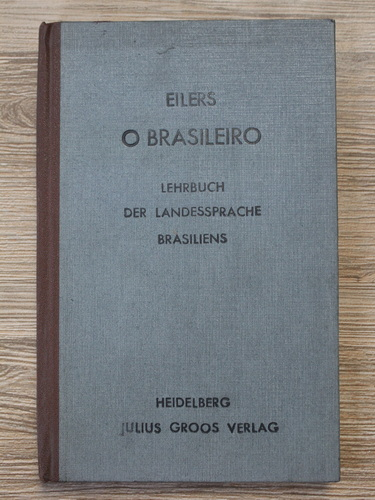 EILERS
O BRASILEIRO
LEHRBUCH
DER LANDESSPRACHE
BRASILIENS
HEIDELBERG
JULIUS GROOS VERLAG